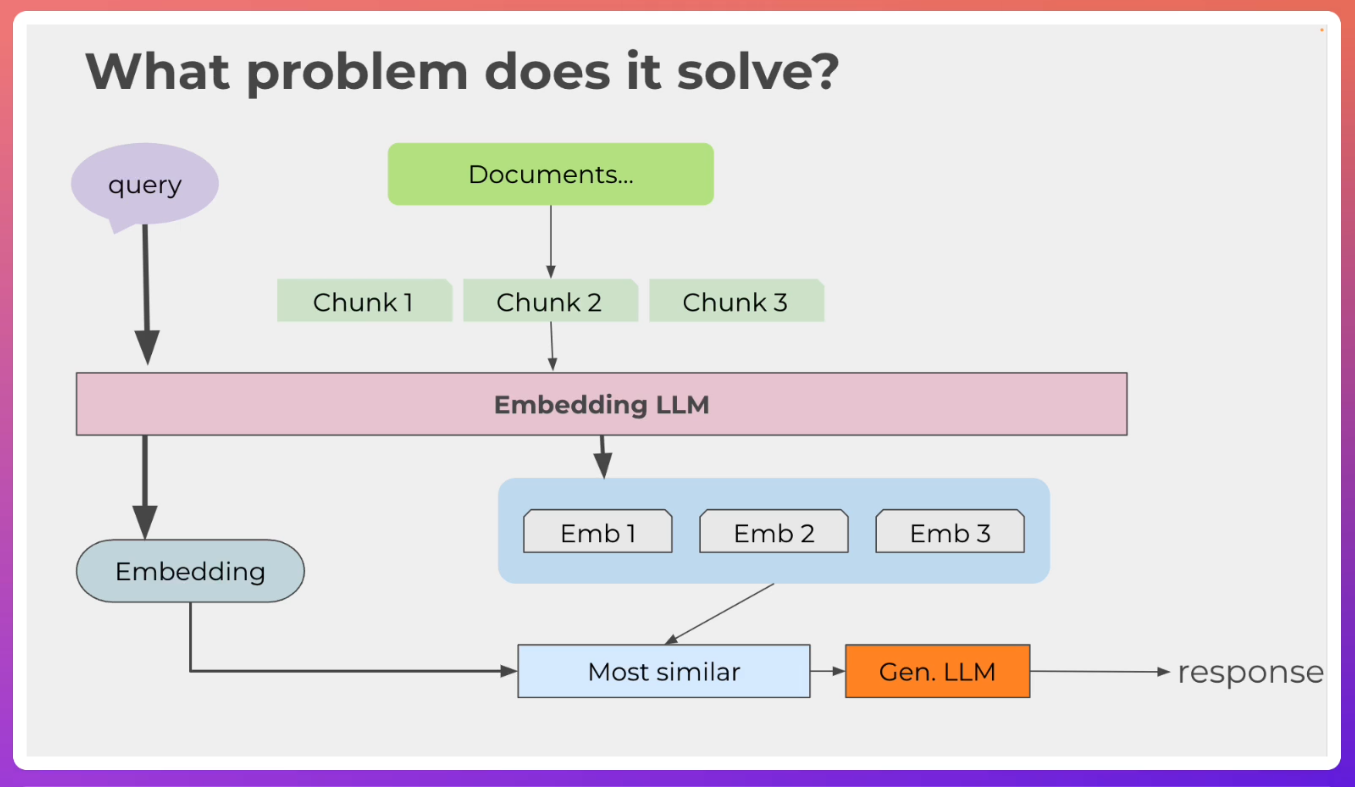 What problem does it solve?
query
Documents...
Chunk 1
Chunk 2
Chunk 3
Embedding LLM
Emb 1
Emb 2
Emb 3
Embedding
Most similar
Gen. LLM
response